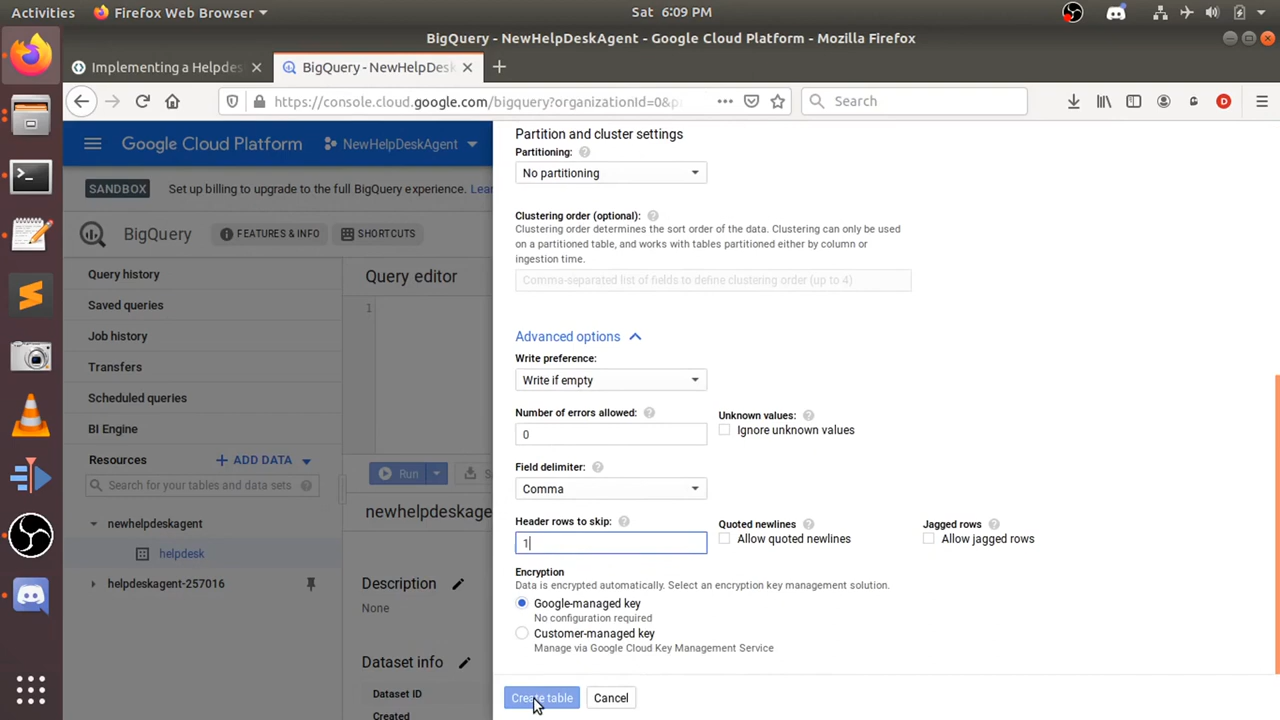 Activities Firefox Web Browser Sat 6:09 PM
BigQuery - NewHelpDeskAgent - Google Cloud Platform - Mozilla Firefox
Implementing a Helpdes BigQuery - NewHelpDesk
https://console.cloud.google.com/bigquery?organizationId=0&p Search
Google Cloud Platform NewHelpDeskAgent
SANDBOX Set up billing to upgrade to the full BigQuery experience. Lea
BigQuery FEATURES & INFO SHORTCUTS
Query history
Saved queries
Job history
Transfers
Scheduled queries
BI Engine
Resources ADD DATA
Search for your tables and data sets
newhelpdeskagent
helpdesk
helpdeskagent-257016
Query editor
1
Run
newhelpdeskage
Description
None
Dataset info
Dataset ID
Created
Partition and cluster settings
Partitioning:
No partitioning
Clustering order (optional):
Clustering order determines the sort order of the data. Clustering can only be used
on a partitioned table, and works with tables partitioned either by column or
ingestion time.
Comma-separated list of fields to define clustering order (up to 4)
Advanced options
Write preference:
Write if empty
Number of errors allowed: Unknown values:
0 Ignore unknown values
Field delimiter:
Comma
Header rows to skip: Quoted newlines Jagged rows
1 Allow quoted newlines Allow jagged rows
Encryption
Data is encrypted automatically. Select an encryption key management solution.
Google-managed key
No configuration required
Customer-managed key
Manage via Google Cloud Key Management Service
Create table Cancel